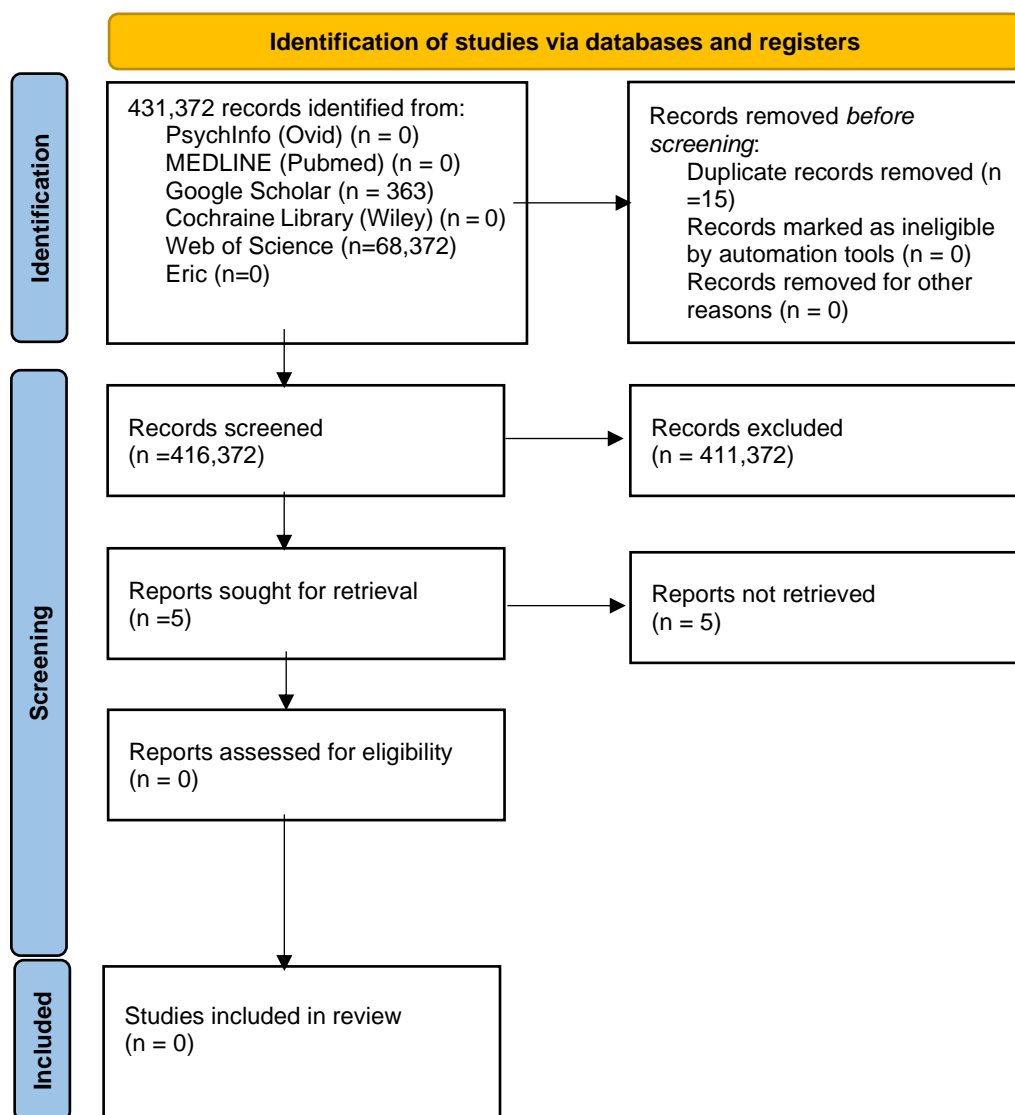 Identification of studies via databases and registers
Identification
431,372 records identified from:
PsychInfo (Ovid) (n = 0)
MEDLINE (Pubmed) (n = 0)
Google Scholar (n = 363)
Cochraine Library (Wiley) (n = 0)
Web of Science (n=68,372)
Eric (n=0)
Records removed before
screening:
Duplicate records removed (n
=15)
Records marked as ineligible
by automation tools (n = 0)
Records removed for other
reasons (n = 0)
Screening
Records screened
(n =416,372)
Records excluded
(n = 411,372)
Reports sought for retrieval
(n =5)
Reports not retrieved
(n = 5)
Reports assessed for eligibility
(n = 0)
Included
Studies included in review
(n = 0)